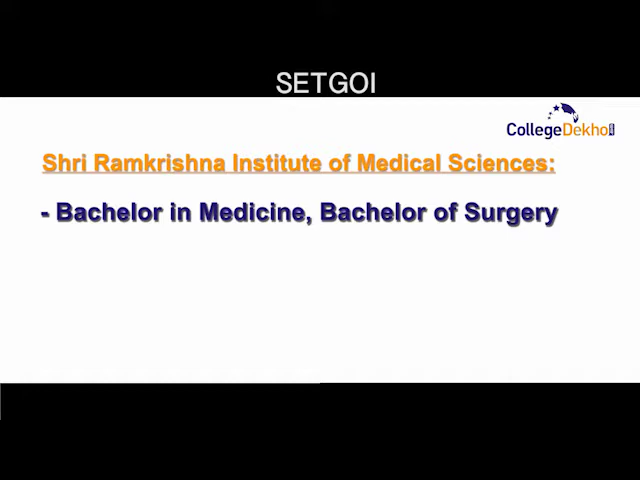 SETGOI
CollegeDekho
Shri Ramkrishna Institute of Medical Sciences:
- Bachelor in Medicine, Bachelor of Surgery